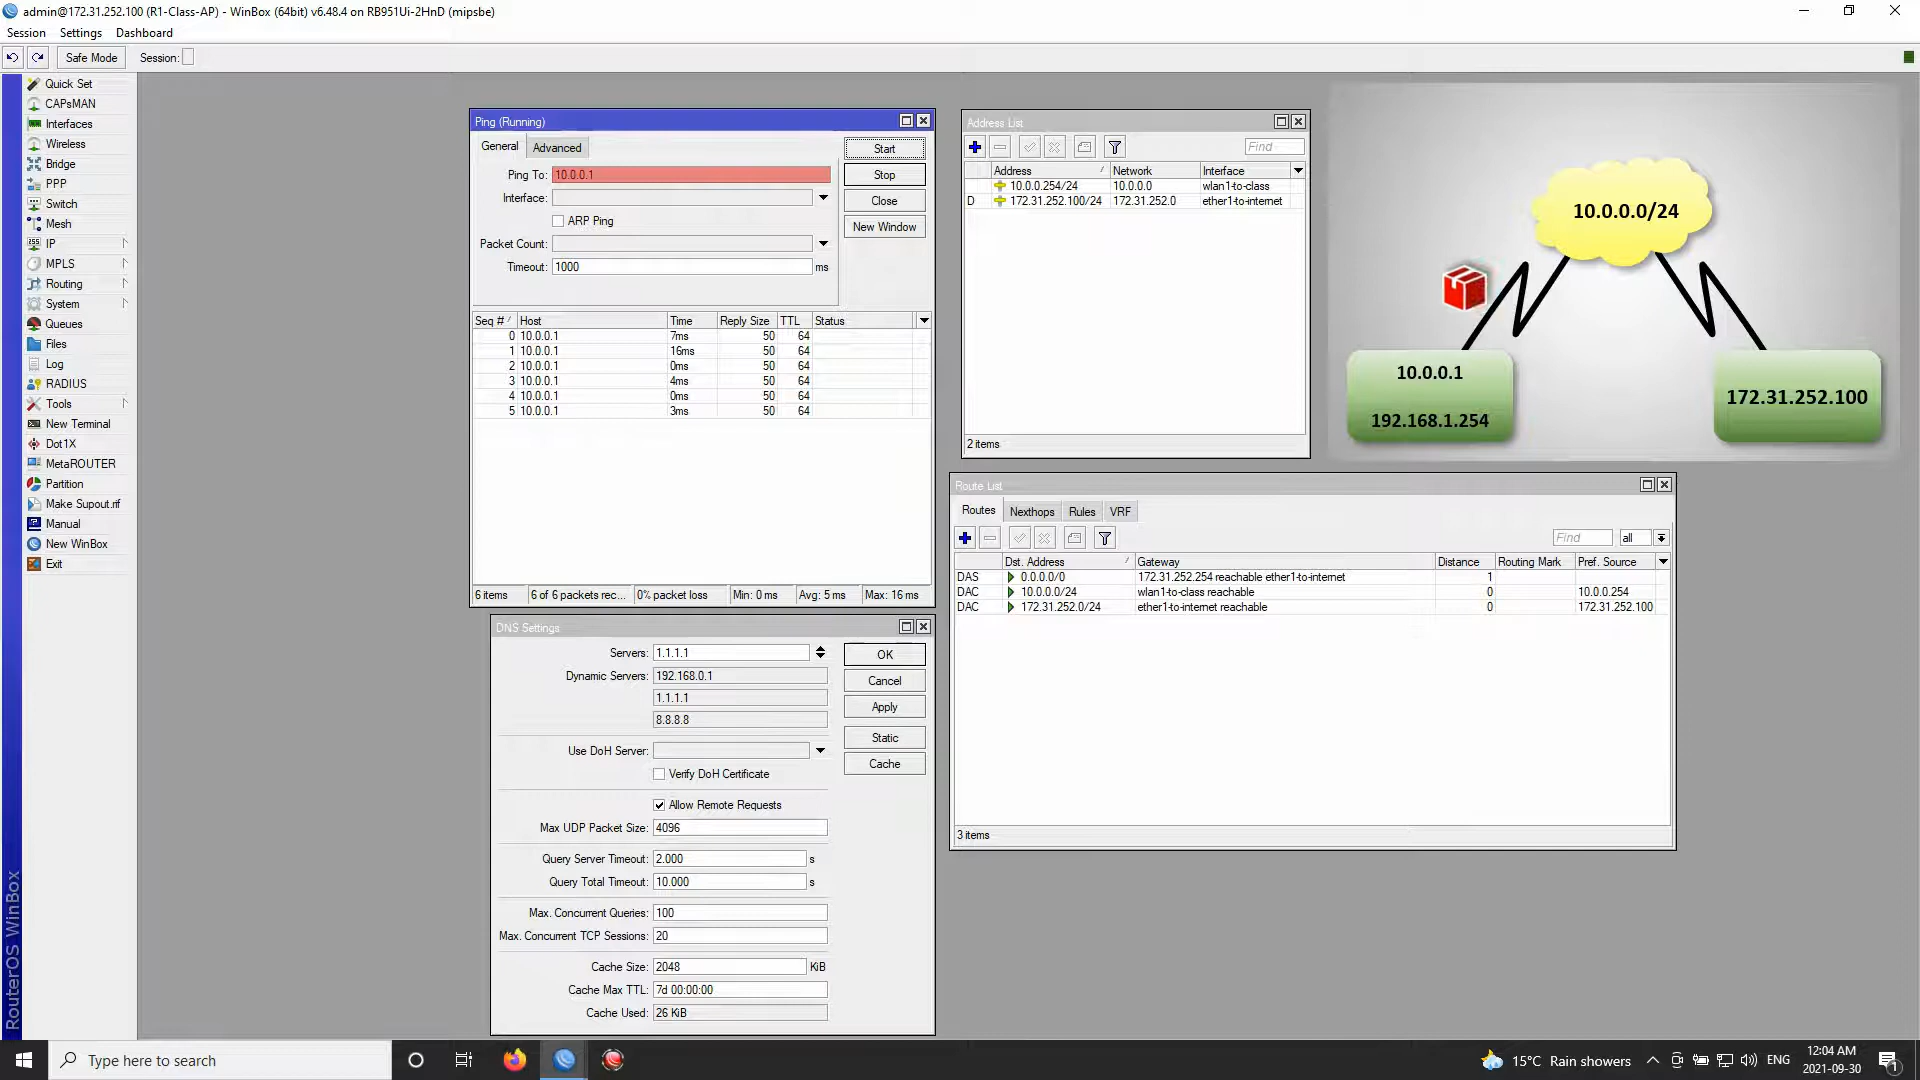 admin@172.31.252.100 (R1-Class-AP) - WinBox (64bit) v6.48.4 on RB951Ui-2HnD (mipsbe)
Session Settings Dashboard
Safe Mode Session:
Quick Set
CAPsMAN
Interfaces
Wireless
Bridge
PPP
Switch
Mesh
IP
MPLS
Routing
System
Queues
Files
Log
RADIUS
Tools
New Terminal
Dot1X
MetaROUTER
Partition
Make Supout.rif
Manual
New WinBox
Exit
RouterOS WinBox
Ping (Running)
General Advanced
Ping To: 10.0.0.1
Interface:
ARP Ping
Packet Count:
Timeout: 1000 ms
Start
Stop
Close
New Window
Seq # Host Time Reply Size TTL Status
0 10.0.0.1 7ms 50 64
1 10.0.0.1 16ms 50 64
2 10.0.0.1 0ms 50 64
3 10.0.0.1 4ms 50 64
4 10.0.0.1 0ms 50 64
5 10.0.0.1 3ms 50 64
6 items 6 of 6 packets rec... 0% packet loss Min: 0 ms Avg: 5 ms Max: 16 ms
Address List
Find
Address Network Interface
10.0.0.254/24 10.0.0.0 wlan1-to-class
D 172.31.252.100/24 172.31.252.0 ether1-to-internet
2 items
10.0.0.0/24
10.0.0.1
192.168.1.254
172.31.252.100
DNS Settings
Servers: 1.1.1.1
Dynamic Servers: 192.168.0.1
1.1.1.1
8.8.8.8
Use DoH Server:
Verify DoH Certificate
Allow Remote Requests
Max UDP Packet Size: 4096
Query Server Timeout: 2.000 s
Query Total Timeout: 10.000 s
Max. Concurrent Queries: 100
Max. Concurrent TCP Sessions: 20
Cache Size: 2048 KiB
Cache Max TTL: 7d 00:00:00
Cache Used: 26 KiB
OK
Cancel
Apply
Static
Cache
Route List
Routes Nexthops Rules VRF
Find all
Dst. Address Gateway Distance Routing Mark Pref. Source
DAS 0.0.0.0/0 172.31.252.254 reachable ether1-to-internet 1
DAC 10.0.0.0/24 wlan1-to-class reachable 0 10.0.0.254
DAC 172.31.252.0/24 ether1-to-internet reachable 0 172.31.252.100
3 items
Type here to search
15°C Rain showers
ENG
12:04 AM
2021-09-30
1